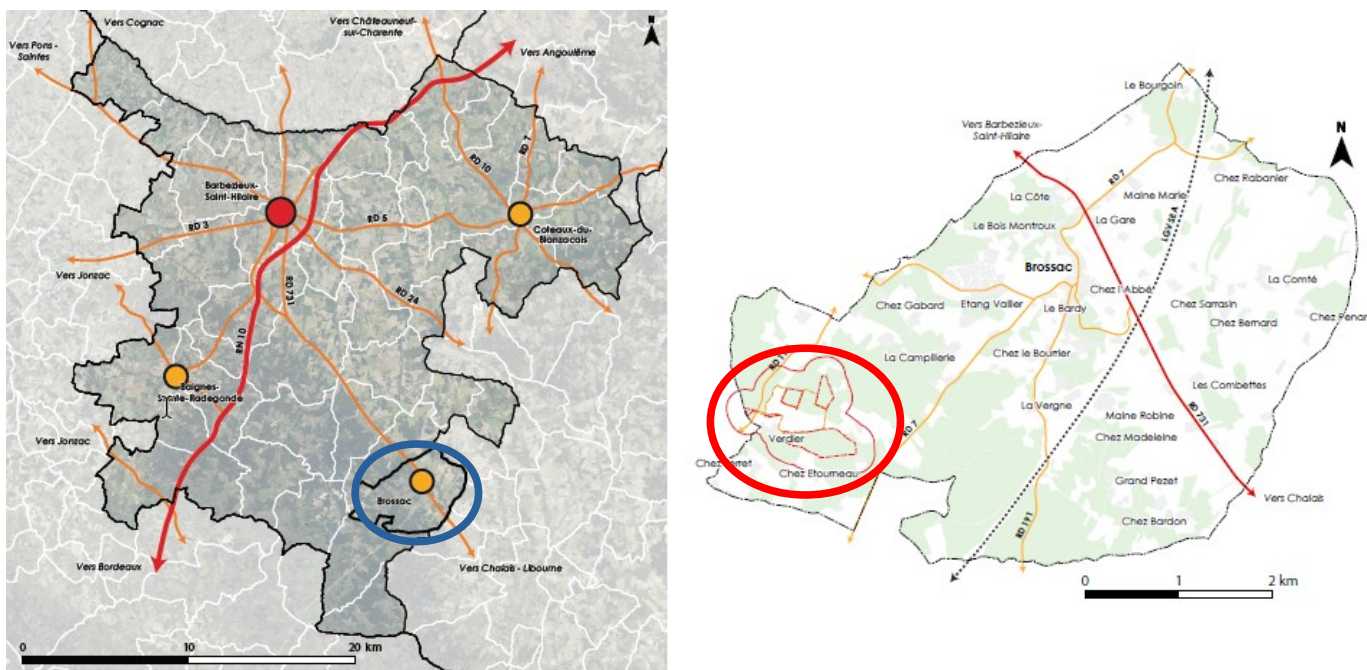 Vers Cognac
Vers Châteauneuf-
sur-Charente
N
Vers Pons -
Saintes
Vers Angoulême
RD 7
RD 10
Barbezieux-
Saint-Hilaire
RD 3
RD 5
Coteaux-du-
Blanzacais
Vers Jonzac
RD 731
RD 24
RN 10
Baignes-
Sainte-Radegonde
Vers Jonzac
Brossac
Vers Bordeaux
Vers Chalais - Libourne
0 10 20 km
Le Bourgoin
Vers Barbezieux-
Saint-Hilaire
N
RD 7
LGV SEA
Chez Rabanier
La Côte
Maine Marie
La Gare
Le Bois Montroux
Brossac
La Comté
Chez l'Abbé
Chez Gabard
Etang Vallier
Le Bardy
Chez Sarrasin
Chez Bernard
La Campillerie
Chez le Bourrier
Les Combettes
La Vergne
Maine Robine
RD 731
Verdier
RD 7
Chez Madeleine
Chez Etourneau
Grand Pezet
Vers Chalais
Chez Bardon
RD 191
0 1 2 km